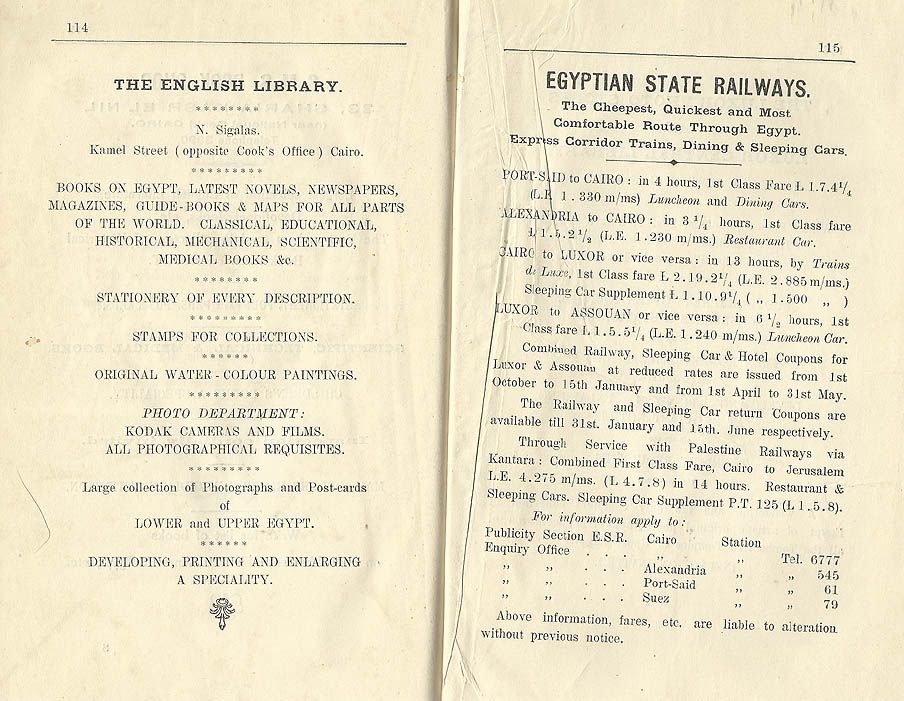 114
THE ENGLISH LIBRARY.
********
N. Sigalas.
Kamel Street ( opposite Cook's Office ) Cairo.
*********
BOOKS ON EGYPT, LATEST NOVELS, NEWSPAPERS,
MAGAZINES, GUIDE-BOOKS & MAPS FOR ALL PARTS
OF THE WORLD. CLASSICAL, EDUCATIONAL,
HISTORICAL, MECHANICAL, SCIENTIFIC,
MEDICAL BOOKS &c.
********
STATIONERY OF EVERY DESCRIPTION.
*********
STAMPS FOR COLLECTIONS.
******
ORIGINAL WATER - COLOUR PAINTINGS.
*********
PHOTO DEPARTMENT:
KODAK CAMERAS AND FILMS.
ALL PHOTOGRAPHICAL REQUISITES.
*********
Large collection of Photographs and Post-cards
of
LOWER and UPPER EGYPT.
******
DEVELOPING, PRINTING AND ENLARGING
A SPECIALITY.
115
EGYPTIAN STATE RAILWAYS.
The Cheepest, Quickest and Most
Comfortable Route Through Egypt.
Express Corridor Trains, Dining & Sleeping Cars.
PORT-SAID to CAIRO : in 4 hours, 1st Class Fare Ł 1.7.4¼
(L.E. 1 . 330 m/ms) Luncheon and Dining Cars.
ALEXANDRIA to CAIRO : in 3 ¼ hours, 1st Class fare
Ł 1.5.2½ (L.E. 1.230 m/ms.) Restaurant Car.
CAIRO to LUXOR or vice versa : in 13 hours, by Trains
de Luxe, 1st Class fare Ł 2.19.2¼ (L.E. 2.885 m/ms.)
Sleeping Car Supplement Ł 1.10.9¼ ( „ 1.500 „ )
LUXOR to ASSOUAN or vice versa : in 6 ½ hours, 1st
Class fare Ł 1.5.5¼ (L.E. 1.240 m/ms.) Luncheon Car.
Combined Railway, Sleeping Car & Hotel Coupons for
Luxor & Assouan at reduced rates are issued from 1st
October to 15th January and from 1st April to 31st May.
The Railway and Sleeping Car return Coupons are
available till 31st. January and 15th. June respectively.
Through Service with Palestine Railways via
Kantara : Combined First Class Fare, Cairo to Jerusalem
L.E. 4.275 m/ms. (Ł 4.7.8) in 14 hours. Restaurant &
Sleeping Cars. Sleeping Car Supplement P.T. 125 (Ł 1.5.8).
For information apply to :
Publicity Section E.S.R. Cairo Station
Enquiry Office . . . „ „ Tel. 6777
„ „ . . . Alexandria „ „ 545
„ „ . . . Port-Said „ „ 61
„ „ . . . Suez „ „ 79
Above information, fares, etc. are liable to alteration
without previous notice.